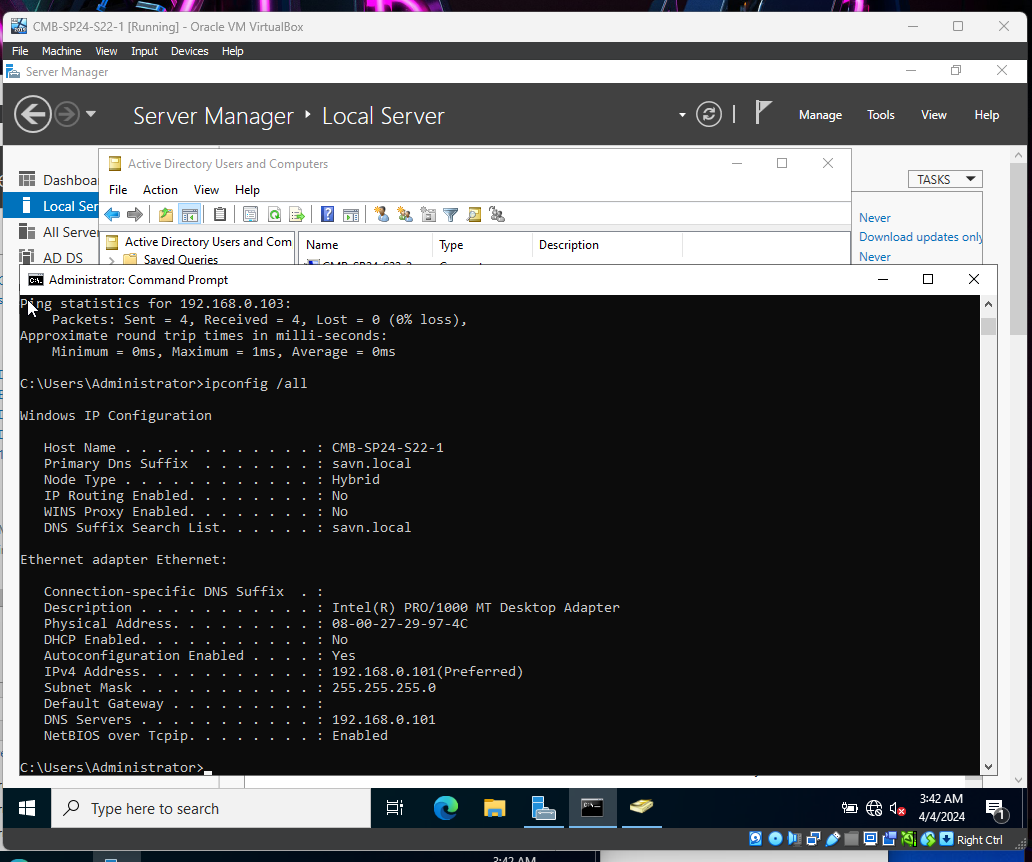 CMB-SP24-S22-1 [Running] - Oracle VM VirtualBox
File Machine View Input Devices Help
Server Manager
Server Manager ‣ Local Server
Manage Tools View Help
TASKS
Dashboa
Local Ser
All Server
AD DS
Never
Download updates only
Never
Active Directory Users and Computers
File Action View Help
Active Directory Users and Com
Saved Queries
Name Type Description
CMB-SP24-S22-2
Administrator: Command Prompt
Ping statistics for 192.168.0.103:
    Packets: Sent = 4, Received = 4, Lost = 0 (0% loss),
Approximate round trip times in milli-seconds:
    Minimum = 0ms, Maximum = 1ms, Average = 0ms
C:\Users\Administrator>ipconfig /all
Windows IP Configuration
   Host Name . . . . . . . . . . . . : CMB-SP24-S22-1
   Primary Dns Suffix  . . . . . . . : savn.local
   Node Type . . . . . . . . . . . . : Hybrid
   IP Routing Enabled. . . . . . . . : No
   WINS Proxy Enabled. . . . . . . . : No
   DNS Suffix Search List. . . . . . : savn.local
Ethernet adapter Ethernet:
   Connection-specific DNS Suffix  . :
   Description . . . . . . . . . . . : Intel(R) PRO/1000 MT Desktop Adapter
   Physical Address. . . . . . . . . : 08-00-27-29-97-4C
   DHCP Enabled. . . . . . . . . . . : No
   Autoconfiguration Enabled . . . . : Yes
   IPv4 Address. . . . . . . . . . . : 192.168.0.101(Preferred)
   Subnet Mask . . . . . . . . . . . : 255.255.255.0
   Default Gateway . . . . . . . . . :
   DNS Servers . . . . . . . . . . . : 192.168.0.101
   NetBIOS over Tcpip. . . . . . . . : Enabled
C:\Users\Administrator>
Type here to search
3:42 AM
4/4/2024
1
Right Ctrl
3:42 AM